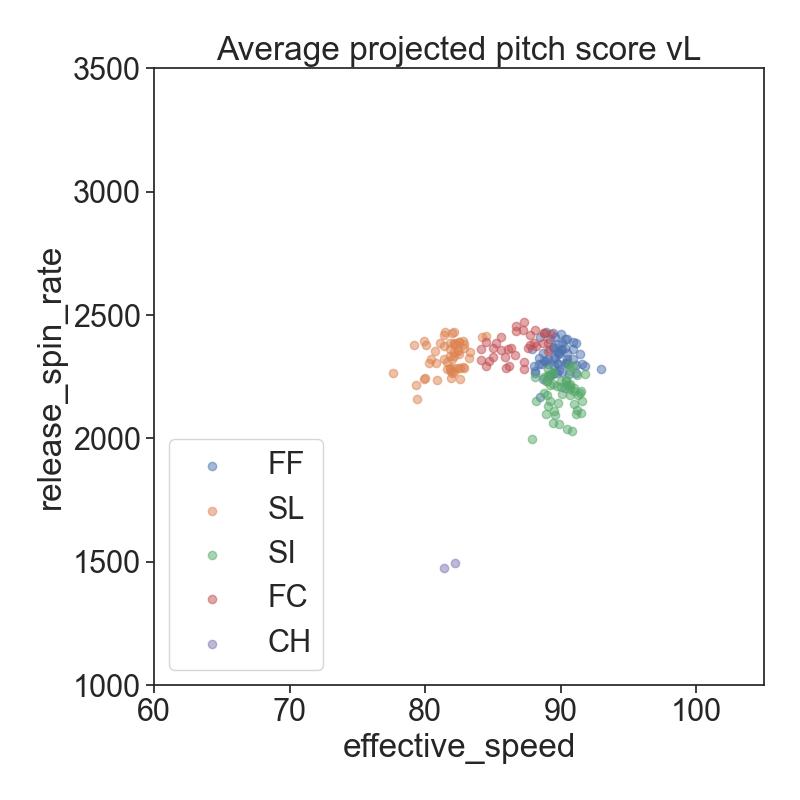 Average projected pitch score vL
3500
3000
2500
2000
1500
1000
release_spin_rate
FF
SL
SI
FC
CH
60
70
80
90
100
effective_speed